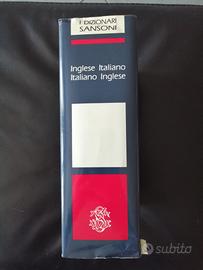 I DIZIONARI
SANSONI
Inglese Italiano
Italiano Inglese
subito